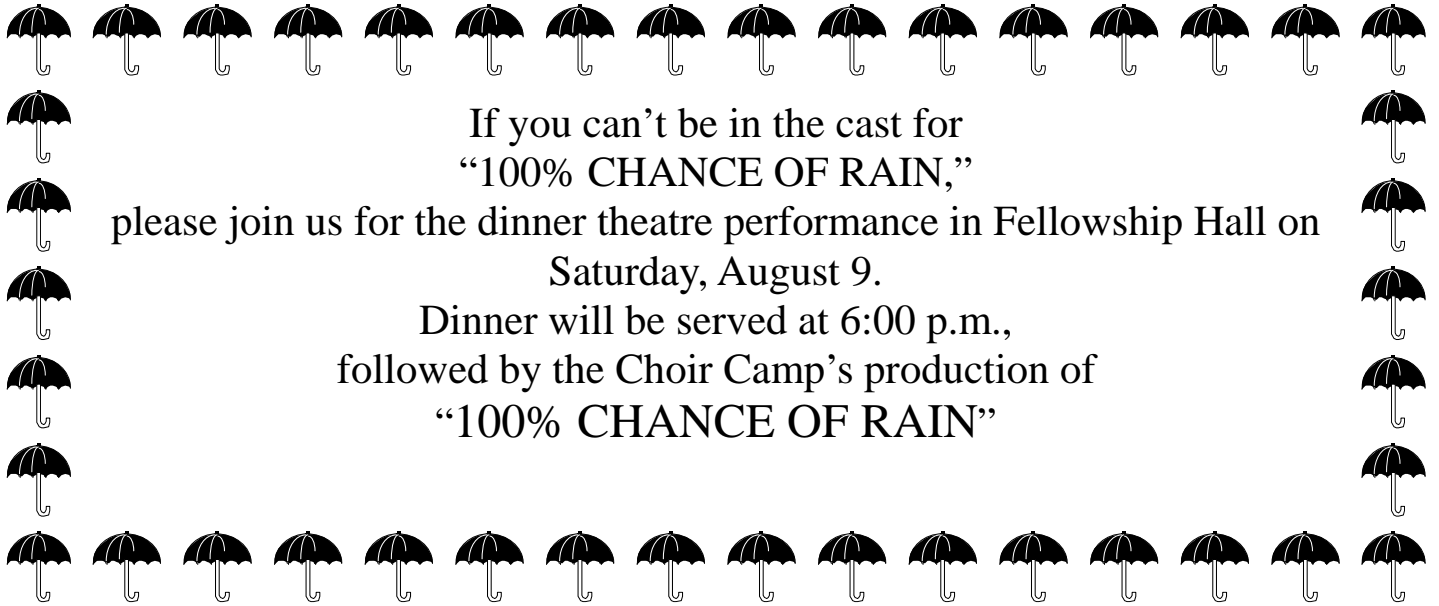 If you can’t be in the cast for
“100% CHANCE OF RAIN,”
please join us for the dinner theatre performance in Fellowship Hall on
Saturday, August 9.
Dinner will be served at 6:00 p.m.,
followed by the Choir Camp’s production of
“100% CHANCE OF RAIN”